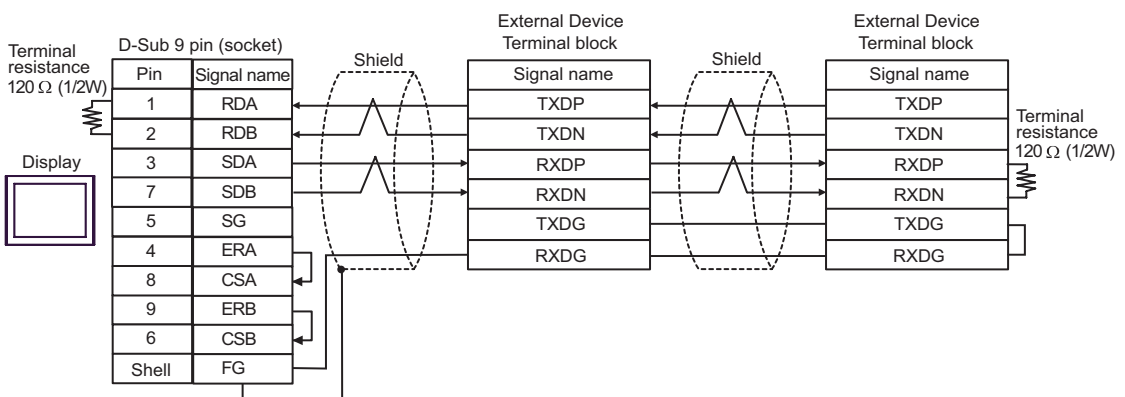 External Device
Terminal block
External Device
Terminal block
Terminal
resistance
120 Ω (1/2W)
D-Sub 9 pin (socket)
Shield
Shield
Pin Signal name
Signal name
Signal name
1 RDA TXDP TXDP
2 RDB TXDN TXDN
3 SDA RXDP RXDP
7 SDB RXDN RXDN
5 SG TXDG TXDG
4 ERA RXDG RXDG
8 CSA
9 ERB
6 CSB
Shell FG
Display
Terminal
resistance
120 Ω (1/2W)